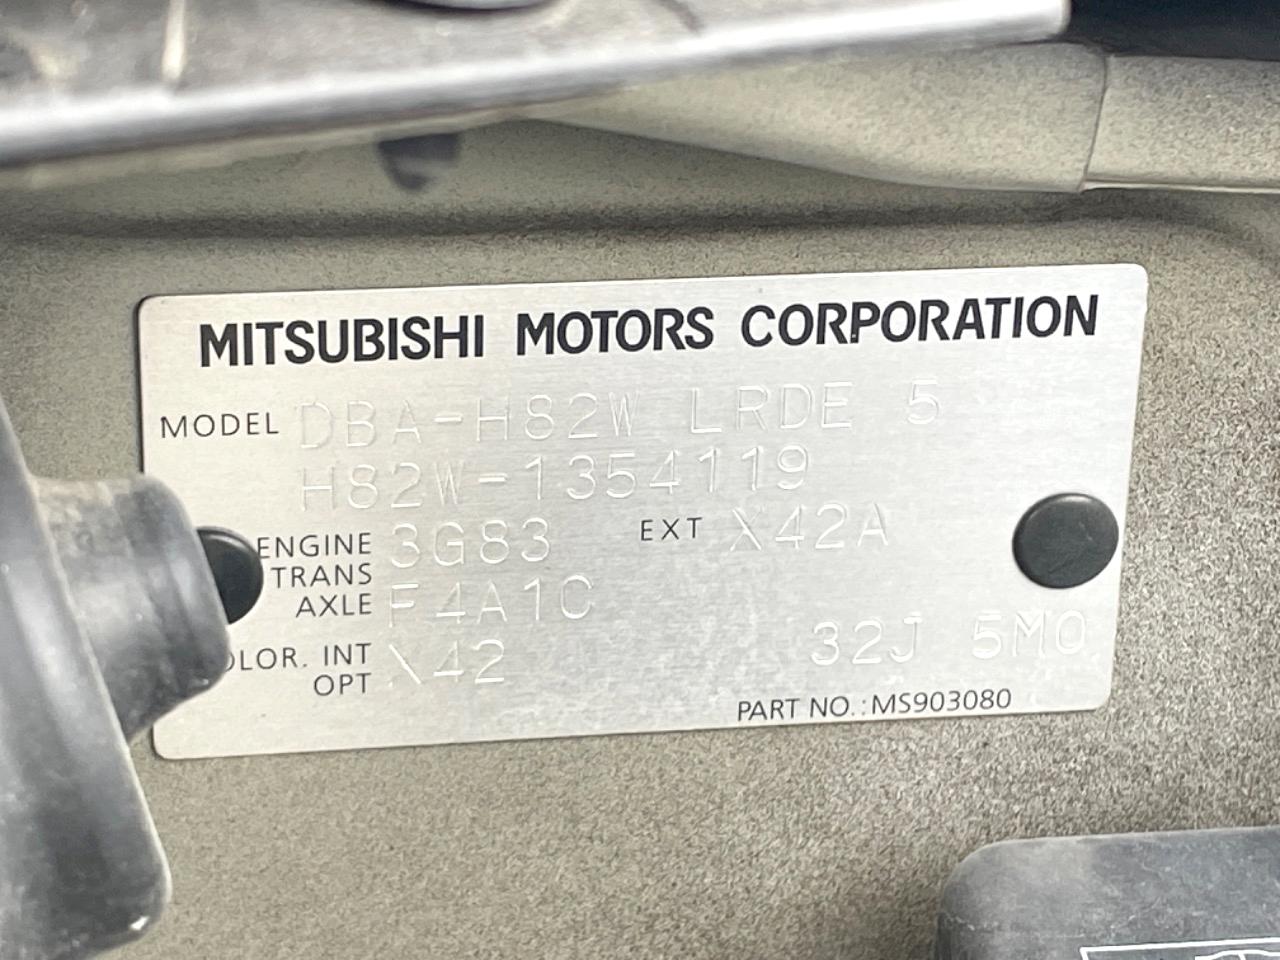 MITSUBISHI MOTORS CORPORATION
MODEL DBA-H82W LRDE 5
H82W-1354119
ENGINE 3G83 EXT X42A
TRANS
AXLE F4A1C
OLOR. INT X42
OPT 32J 5M0
PART NO.:MS903080